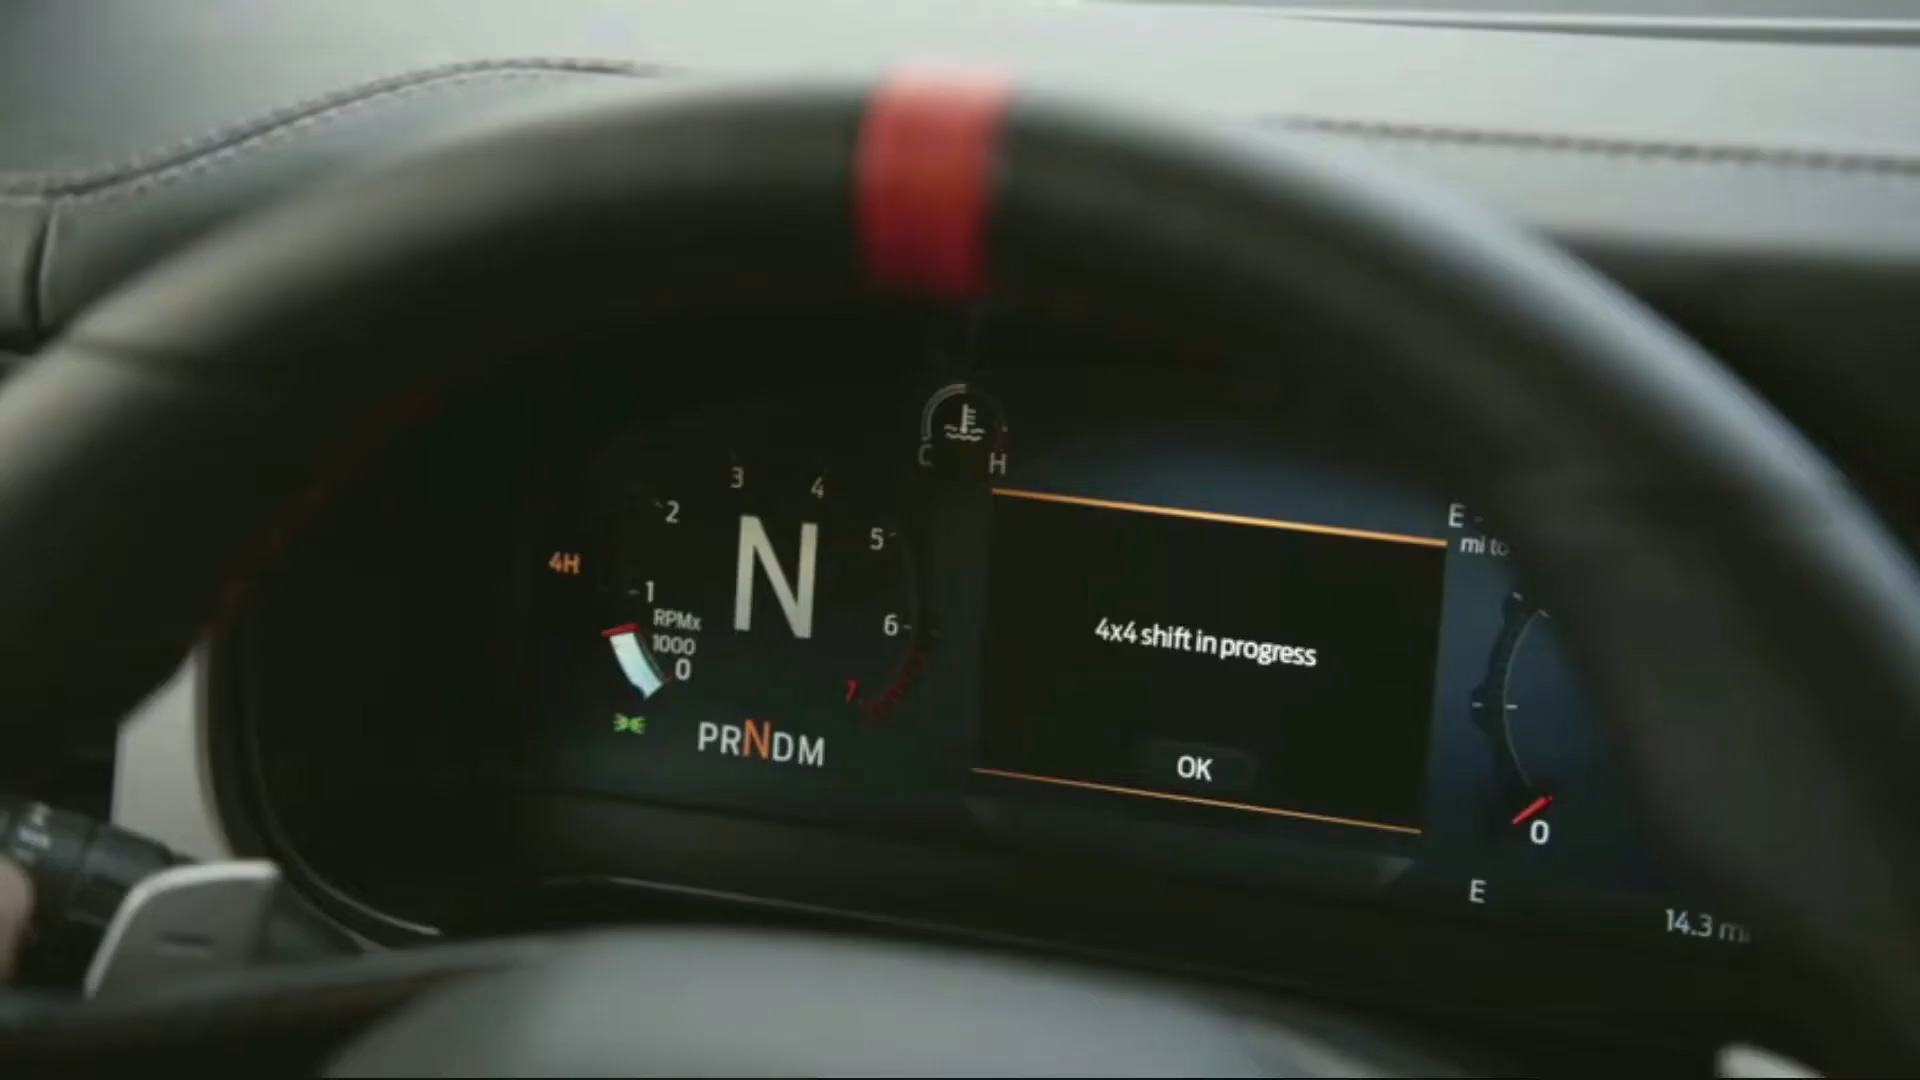 C H
3 4
2
5
4H
1
RPMx
1000
0
N
6
7
PRNDM
4x4 shift in progress
OK
E
mi to
0
E
14.3 mi